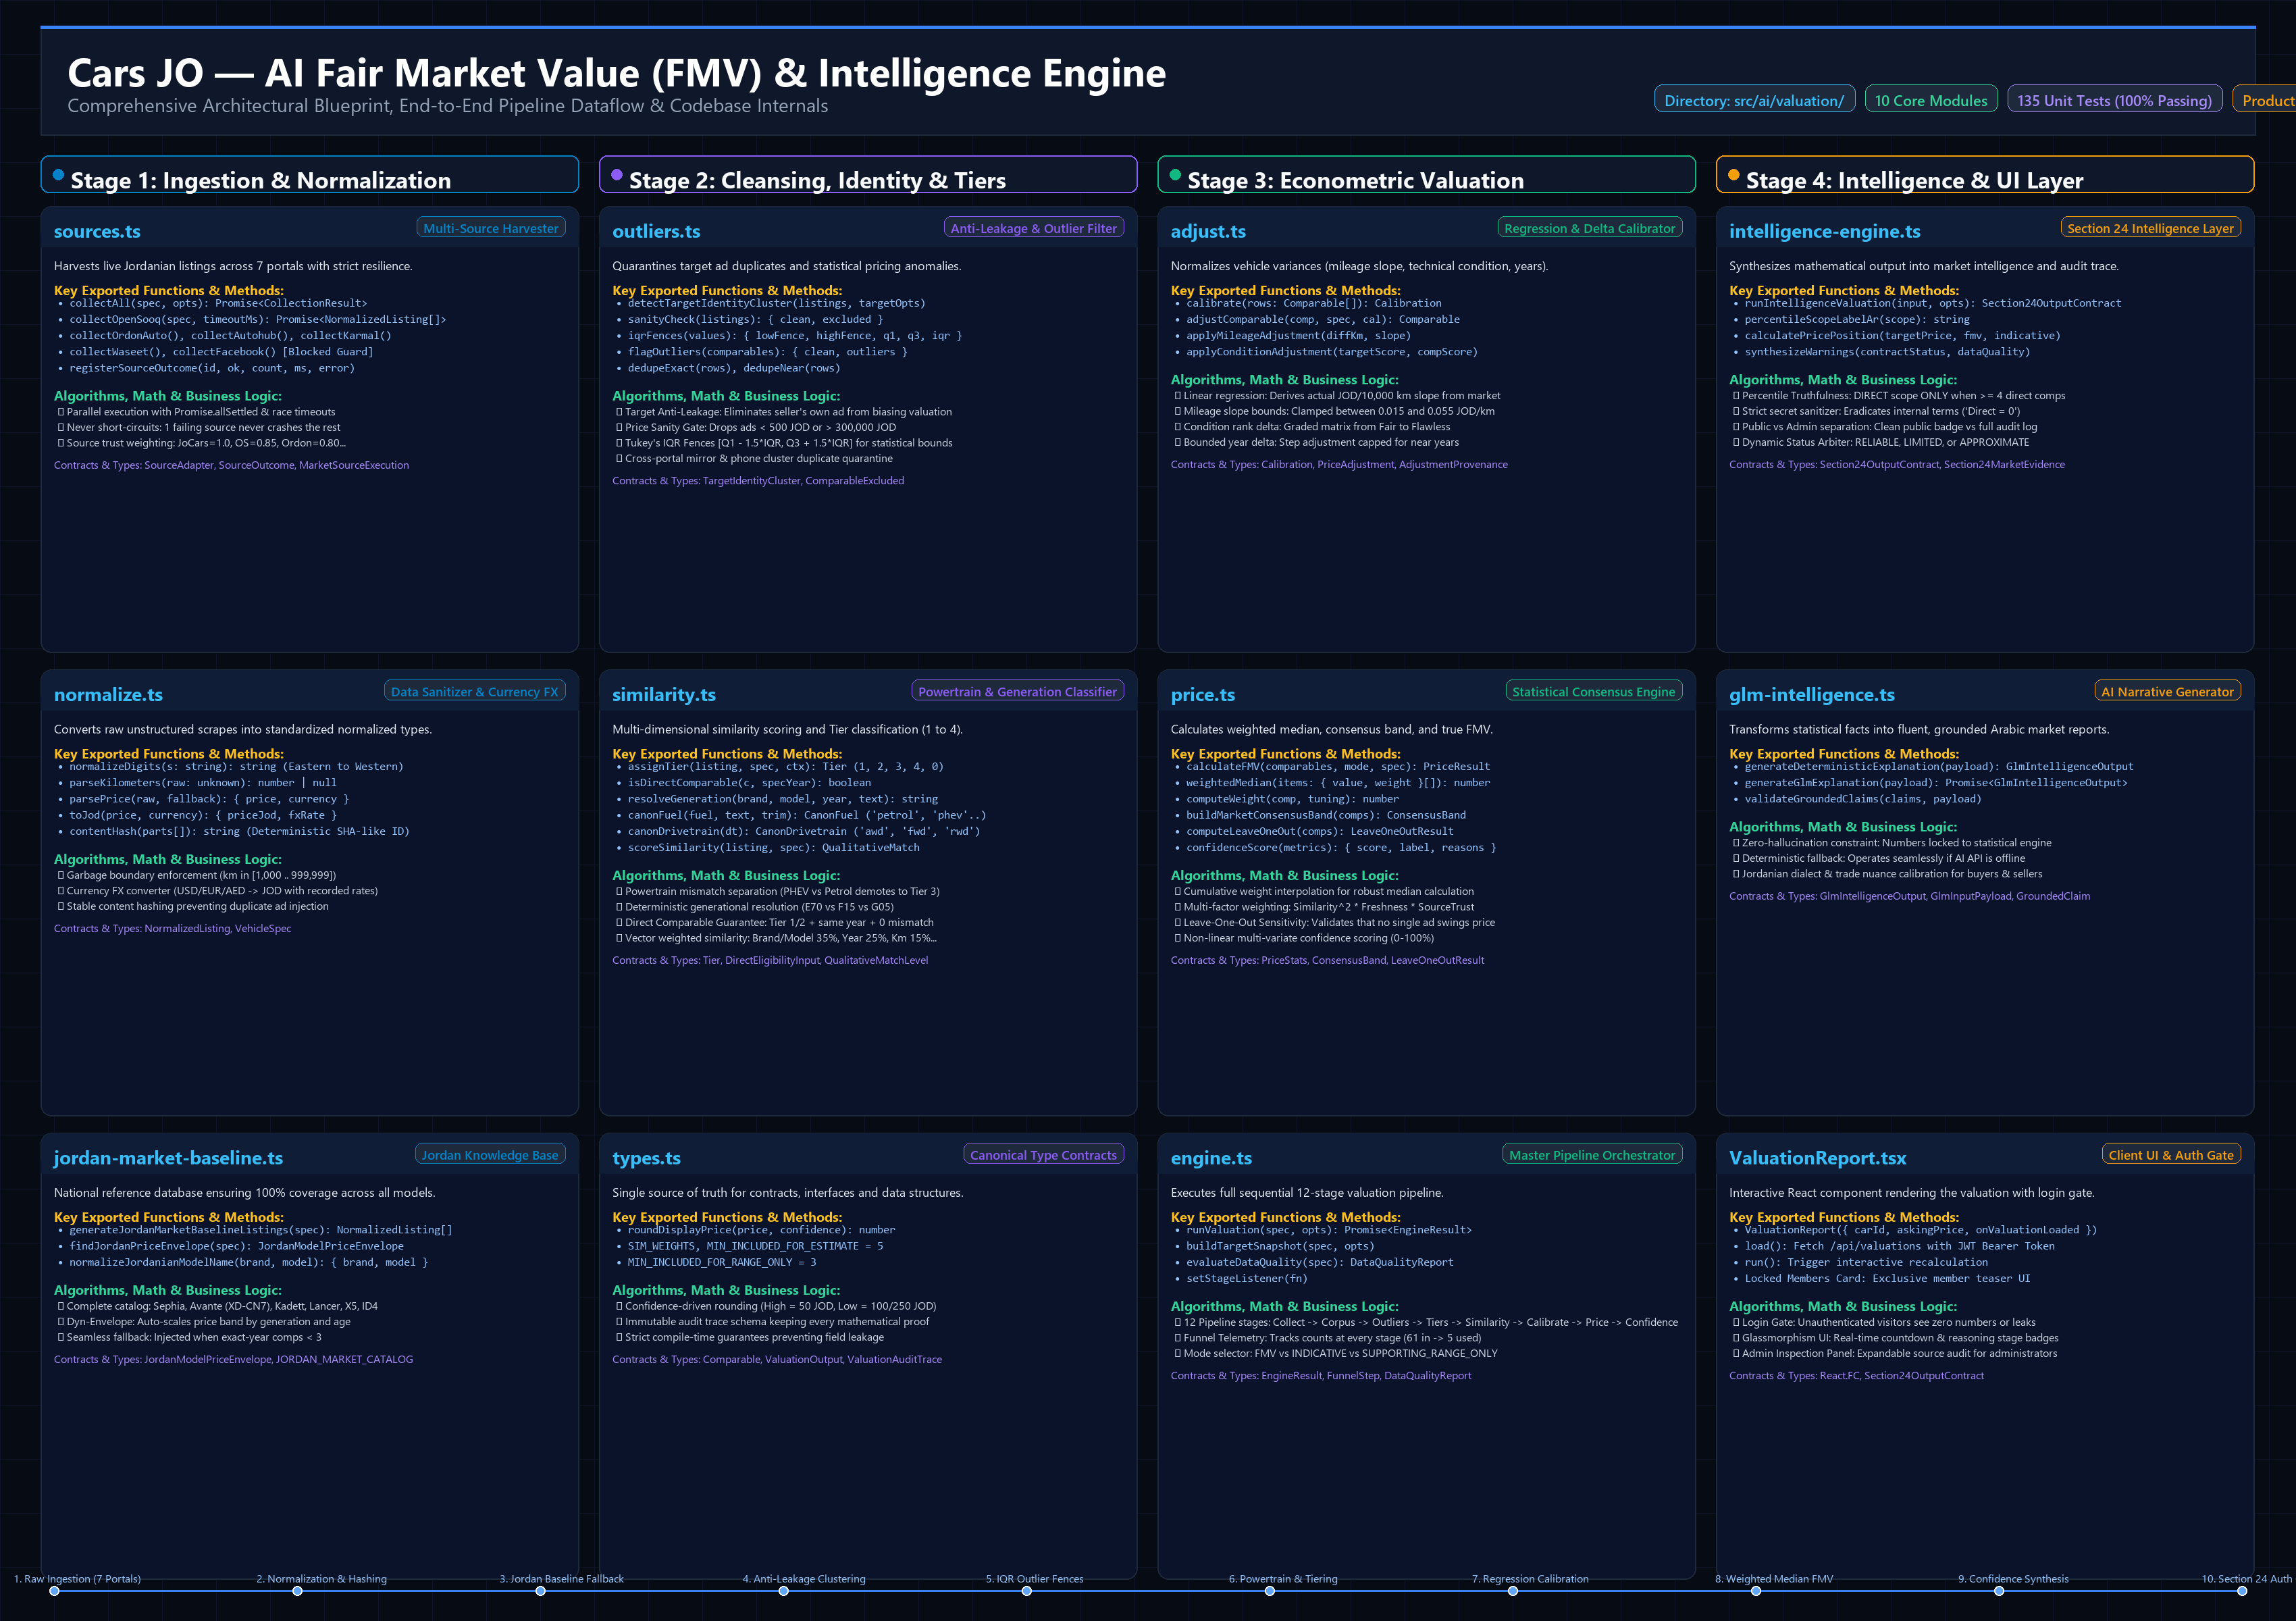 Cars JO — AI Fair Market Value (FMV) & Intelligence Engine
Comprehensive Architectural Blueprint, End-to-End Pipeline Dataflow & Codebase Internals
Directory: src/ai/valuation/
10 Core Modules
135 Unit Tests (100% Passing)
Product
Stage 1: Ingestion & Normalization
sources.ts
Multi-Source Harvester
Harvests live Jordanian listings across 7 portals with strict resilience.
Key Exported Functions & Methods:
• collectAll(spec, opts): Promise<CollectionResult>
• collectOpenSooq(spec, timeoutMs): Promise<NormalizedListing[]>
• collectOrdonAuto(), collectAutohub(), collectKarmal()
• collectWaseet(), collectFacebook() [Blocked Guard]
• registerSourceOutcome(id, ok, count, ms, error)
Algorithms, Math & Business Logic:
Parallel execution with Promise.allSettled & race timeouts
Never short-circuits: 1 failing source never crashes the rest
Source trust weighting: JoCars=1.0, OS=0.85, Ordon=0.80...
Contracts & Types: SourceAdapter, SourceOutcome, MarketSourceExecution
normalize.ts
Data Sanitizer & Currency FX
Converts raw unstructured scrapes into standardized normalized types.
Key Exported Functions & Methods:
• normalizeDigits(s: string): string (Eastern to Western)
• parseKilometers(raw: unknown): number | null
• parsePrice(raw, fallback): { price, currency }
• toJod(price, currency): { priceJod, fxRate }
• contentHash(parts[]): string (Deterministic SHA-like ID)
Algorithms, Math & Business Logic:
Garbage boundary enforcement (km in [1,000 .. 999,999])
Currency FX converter (USD/EUR/AED -> JOD with recorded rates)
Stable content hashing preventing duplicate ad injection
Contracts & Types: NormalizedListing, VehicleSpec
jordan-market-baseline.ts
Jordan Knowledge Base
National reference database ensuring 100% coverage across all models.
Key Exported Functions & Methods:
• generateJordanMarketBaselineListings(spec): NormalizedListing[]
• findJordanPriceEnvelope(spec): JordanModelPriceEnvelope
• normalizeJordanianModelName(brand, model): { brand, model }
Algorithms, Math & Business Logic:
Complete catalog: Sephia, Avante (XD-CN7), Kadett, Lancer, X5, ID4
Dyn-Envelope: Auto-scales price band by generation and age
Seamless fallback: Injected when exact-year comps < 3
Contracts & Types: JordanModelPriceEnvelope, JORDAN_MARKET_CATALOG
Stage 2: Cleansing, Identity & Tiers
outliers.ts
Anti-Leakage & Outlier Filter
Quarantines target ad duplicates and statistical pricing anomalies.
Key Exported Functions & Methods:
• detectTargetIdentityCluster(listings, targetOpts)
• sanityCheck(listings): { clean, excluded }
• iqrFences(values): { lowFence, highFence, q1, q3, iqr }
• flagOutliers(comparables): { clean, outliers }
• dedupeExact(rows), dedupeNear(rows)
Algorithms, Math & Business Logic:
Target Anti-Leakage: Eliminates seller's own ad from biasing valuation
Price Sanity Gate: Drops ads < 500 JOD or > 300,000 JOD
Tukey's IQR Fences [Q1 - 1.5*IQR, Q3 + 1.5*IQR] for statistical bounds
Cross-portal mirror & phone cluster duplicate quarantine
Contracts & Types: TargetIdentityCluster, ComparableExcluded
similarity.ts
Powertrain & Generation Classifier
Multi-dimensional similarity scoring and Tier classification (1 to 4).
Key Exported Functions & Methods:
• assignTier(listing, spec, ctx): Tier (1, 2, 3, 4, 0)
• isDirectComparable(c, specYear): boolean
• resolveGeneration(brand, model, year, text): string
• canonFuel(fuel, text, trim): CanonFuel ('petrol', 'phev'..)
• canonDrivetrain(dt): CanonDrivetrain ('awd', 'fwd', 'rwd')
• scoreSimilarity(listing, spec): QualitativeMatch
Algorithms, Math & Business Logic:
Powertrain mismatch separation (PHEV vs Petrol demotes to Tier 3)
Deterministic generational resolution (E70 vs F15 vs G05)
Direct Comparable Guarantee: Tier 1/2 + same year + 0 mismatch
Vector weighted similarity: Brand/Model 35%, Year 25%, Km 15%...
Contracts & Types: Tier, DirectEligibilityInput, QualitativeMatchLevel
types.ts
Canonical Type Contracts
Single source of truth for contracts, interfaces and data structures.
Key Exported Functions & Methods:
• roundDisplayPrice(price, confidence): number
• SIM_WEIGHTS, MIN_INCLUDED_FOR_ESTIMATE = 5
• MIN_INCLUDED_FOR_RANGE_ONLY = 3
Algorithms, Math & Business Logic:
Confidence-driven rounding (High = 50 JOD, Low = 100/250 JOD)
Immutable audit trace schema keeping every mathematical proof
Strict compile-time guarantees preventing field leakage
Contracts & Types: Comparable, ValuationOutput, ValuationAuditTrace
Stage 3: Econometric Valuation
adjust.ts
Regression & Delta Calibrator
Normalizes vehicle variances (mileage slope, technical condition, years).
Key Exported Functions & Methods:
• calibrate(rows: Comparable[]): Calibration
• adjustComparable(comp, spec, cal): Comparable
• applyMileageAdjustment(diffKm, slope)
• applyConditionAdjustment(targetScore, compScore)
Algorithms, Math & Business Logic:
Linear regression: Derives actual JOD/10,000 km slope from market
Mileage slope bounds: Clamped between 0.015 and 0.055 JOD/km
Condition rank delta: Graded matrix from Fair to Flawless
Bounded year delta: Step adjustment capped for near years
Contracts & Types: Calibration, PriceAdjustment, AdjustmentProvenance
price.ts
Statistical Consensus Engine
Calculates weighted median, consensus band, and true FMV.
Key Exported Functions & Methods:
• calculateFMV(comparables, mode, spec): PriceResult
• weightedMedian(items: { value, weight }[]): number
• computeWeight(comp, tuning): number
• buildMarketConsensusBand(comps): ConsensusBand
• computeLeaveOneOut(comps): LeaveOneOutResult
• confidenceScore(metrics): { score, label, reasons }
Algorithms, Math & Business Logic:
Cumulative weight interpolation for robust median calculation
Multi-factor weighting: Similarity^2 * Freshness * SourceTrust
Leave-One-Out Sensitivity: Validates that no single ad swings price
Non-linear multi-variate confidence scoring (0-100%)
Contracts & Types: PriceStats, ConsensusBand, LeaveOneOutResult
engine.ts
Master Pipeline Orchestrator
Executes full sequential 12-stage valuation pipeline.
Key Exported Functions & Methods:
• runValuation(spec, opts): Promise<EngineResult>
• buildTargetSnapshot(spec, opts)
• evaluateDataQuality(spec): DataQualityReport
• setStageListener(fn)
Algorithms, Math & Business Logic:
12 Pipeline stages: Collect -> Corpus -> Outliers -> Tiers -> Similarity -> Calibrate -> Price -> Confidence
Funnel Telemetry: Tracks counts at every stage (61 in -> 5 used)
Mode selector: FMV vs INDICATIVE vs SUPPORTING_RANGE_ONLY
Contracts & Types: EngineResult, FunnelStep, DataQualityReport
Stage 4: Intelligence & UI Layer
intelligence-engine.ts
Section 24 Intelligence Layer
Synthesizes mathematical output into market intelligence and audit trace.
Key Exported Functions & Methods:
• runIntelligenceValuation(input, opts): Section24OutputContract
• percentileScopeLabelAr(scope): string
• calculatePricePosition(targetPrice, fmv, indicative)
• synthesizeWarnings(contractStatus, dataQuality)
Algorithms, Math & Business Logic:
Percentile Truthfulness: DIRECT scope ONLY when >= 4 direct comps
Strict secret sanitizer: Eradicates internal terms ('Direct = 0')
Public vs Admin separation: Clean public badge vs full audit log
Dynamic Status Arbiter: RELIABLE, LIMITED, or APPROXIMATE
Contracts & Types: Section24OutputContract, Section24MarketEvidence
glm-intelligence.ts
AI Narrative Generator
Transforms statistical facts into fluent, grounded Arabic market reports.
Key Exported Functions & Methods:
• generateDeterministicExplanation(payload): GlmIntelligenceOutput
• generateGlmExplanation(payload): Promise<GlmIntelligenceOutput>
• validateGroundedClaims(claims, payload)
Algorithms, Math & Business Logic:
Zero-hallucination constraint: Numbers locked to statistical engine
Deterministic fallback: Operates seamlessly if AI API is offline
Jordanian dialect & trade nuance calibration for buyers & sellers
Contracts & Types: GlmIntelligenceOutput, GlmInputPayload, GroundedClaim
ValuationReport.tsx
Client UI & Auth Gate
Interactive React component rendering the valuation with login gate.
Key Exported Functions & Methods:
• ValuationReport({ carId, askingPrice, onValuationLoaded })
• load(): Fetch /api/valuations with JWT Bearer Token
• run(): Trigger interactive recalculation
• Locked Members Card: Exclusive member teaser UI
Algorithms, Math & Business Logic:
Login Gate: Unauthenticated visitors see zero numbers or leaks
Glassmorphism UI: Real-time countdown & reasoning stage badges
Admin Inspection Panel: Expandable source audit for administrators
Contracts & Types: React.FC, Section24OutputContract
1. Raw Ingestion (7 Portals)
2. Normalization & Hashing
3. Jordan Baseline Fallback
4. Anti-Leakage Clustering
5. IQR Outlier Fences
6. Powertrain & Tiering
7. Regression Calibration
8. Weighted Median FMV
9. Confidence Synthesis
10. Section 24 Auth